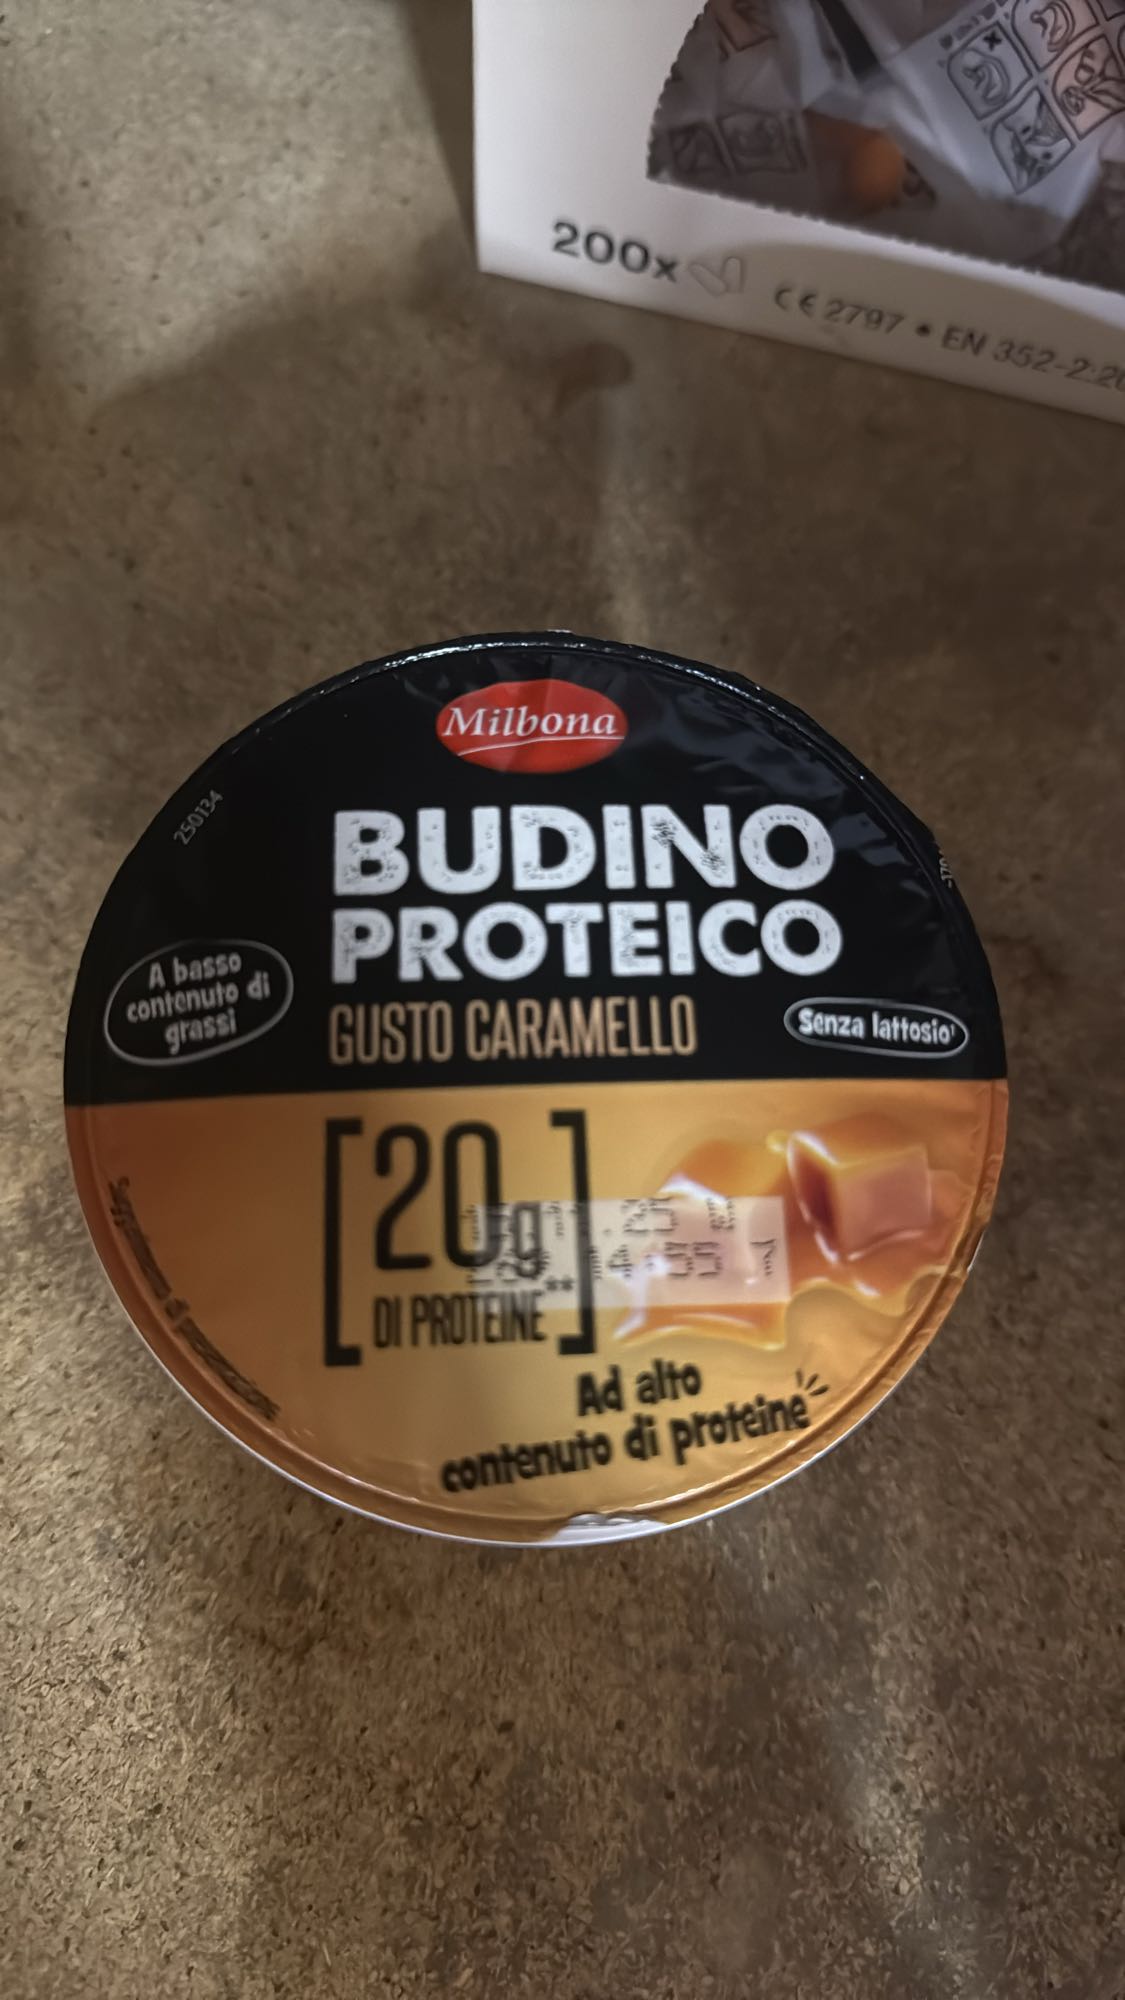 200x
CE 2797 • EN 352-2:20
Milbona
250134
BUDINO
PROTEICO
GUSTO CARAMELLO
A basso
contenuto di
grassi
Senza lattosio¹
[20g
DI PROTEINE**]
Ad alto
contenuto di proteine